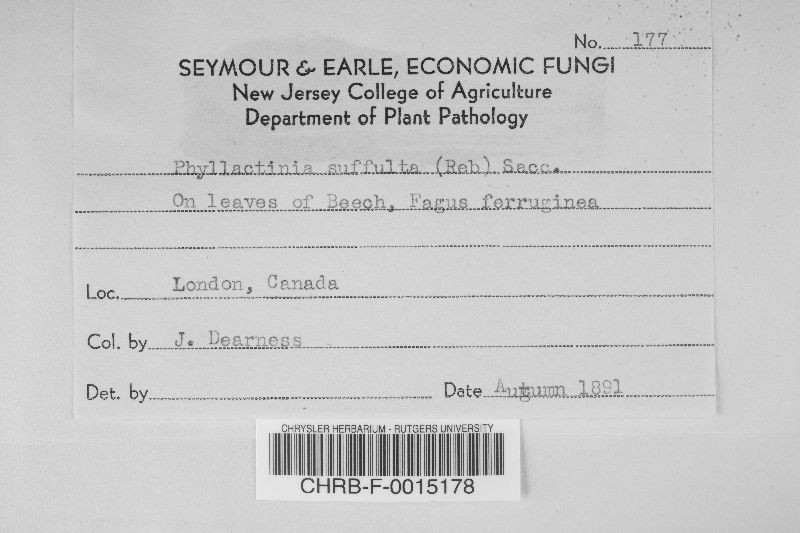 No. 177
SEYMOUR & EARLE, ECONOMIC FUNGI
New Jersey College of Agriculture
Department of Plant Pathology
Phyllactinia suffulta (Reb) Sacc.
On leaves of Beech, Fagus ferruginea
Loc. London, Canada
Col. by J. Dearness
Det. by Date Autumn 1891
CHRYSLER HERBARIUM - RUTGERS UNIVERSITY
CHRB-F-0015178